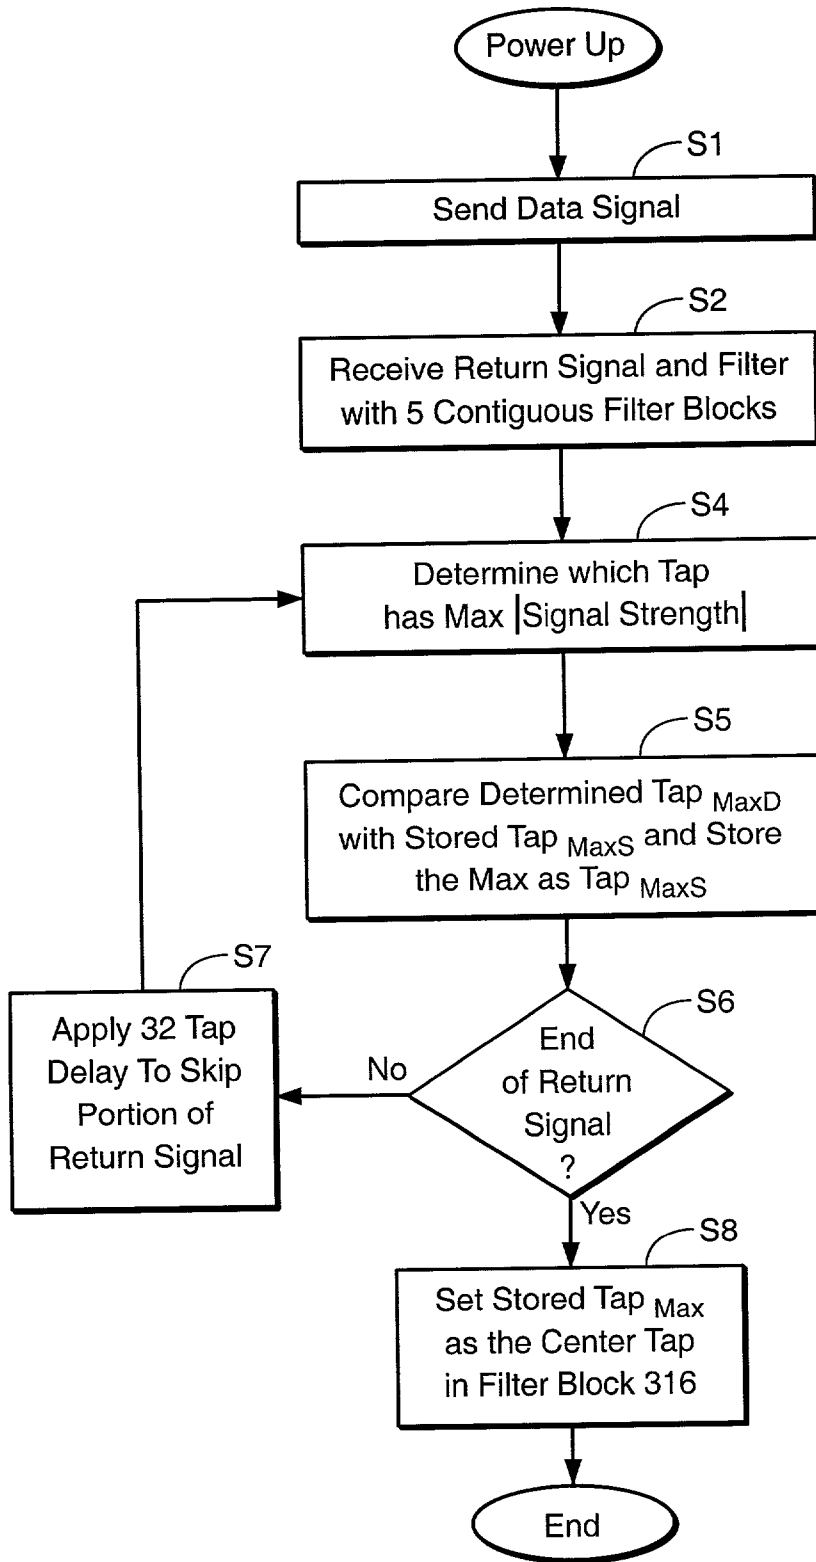 Power Up
S1
Send Data Signal
S2
Receive Return Signal and Filter
with 5 Contiguous Filter Blocks
S4
Determine which Tap
has Max |Signal Strength|
S5
Compare Determined Tap MaxD
with Stored Tap MaxS and Store
the Max as Tap MaxS
S6
End
of Return
Signal
?
No
S7
Apply 32 Tap
Delay To Skip
Portion of
Return Signal
Yes
S8
Set Stored Tap Max
as the Center Tap
in Filter Block 316
End